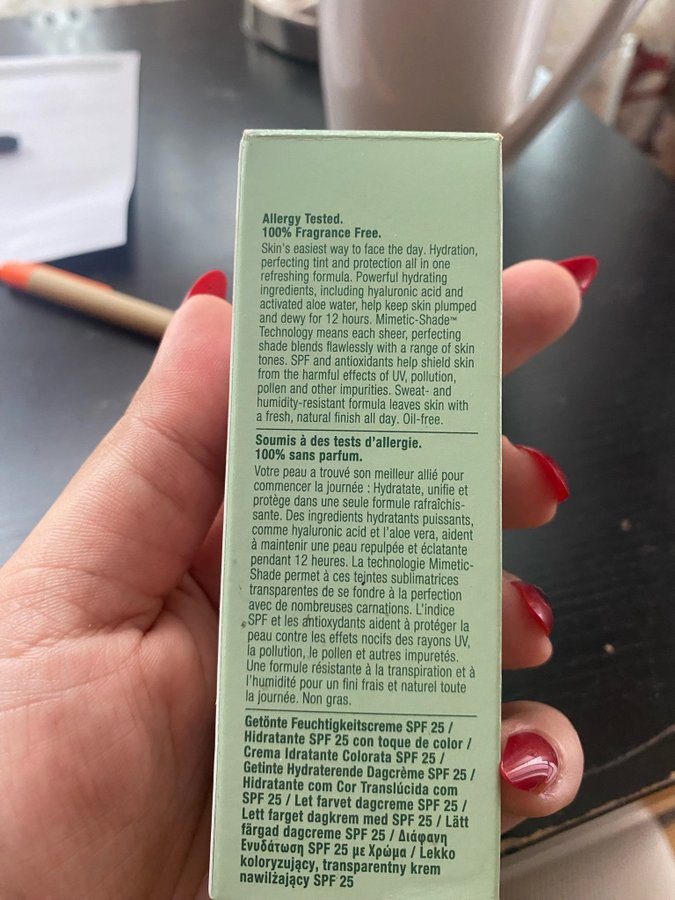 Allergy Tested.
100% Fragrance Free.
Skin's easiest way to face the day. Hydration,
perfecting tint and protection all in one
refreshing formula. Powerful hydrating
ingredients, including hyaluronic acid and
activated aloe water, help keep skin plumped
and dewy for 12 hours. Mimetic-Shade™
Technology means each sheer, perfecting
shade blends flawlessly with a range of skin
tones. SPF and antioxidants help shield skin
from the harmful effects of UV, pollution,
pollen and other impurities. Sweat- and
humidity-resistant formula leaves skin with
a fresh, natural finish all day. Oil-free.
Soumis à des tests d'allergie.
100% sans parfum.
Votre peau a trouvé son meilleur allié pour
commencer la journée : Hydratate, unifie et
protège dans une seule formule rafraîchis-
sante. Des ingredients hydratants puissants,
comme hyaluronic acid et l'aloe vera, aident
à maintenir une peau repulpée et éclatante
pendant 12 heures. La technologie Mimetic-
Shade permet à ces teintes sublimatrices
transparentes de se fondre à la perfection
avec de nombreuses carnations. L'indice
SPF et les antioxydants aident à protéger la
peau contre les effets nocifs des rayons UV,
la pollution, le pollen et autres impuretés.
Une formule résistante à la transpiration et à
l'humidité pour un fini frais et naturel toute
la journée. Non gras.
Getönte Feuchtigkeitscreme SPF 25 /
Hidratante SPF 25 con toque de color /
Crema Idratante Colorata SPF 25 /
Getinte Hydraterende Dagcrème SPF 25 /
Hidratante com Cor Translúcida com
SPF 25 / Let farvet dagcreme SPF 25 /
Lett farget dagkrem med SPF 25 / Lätt
färgad dagcreme SPF 25 / Διάφανη
Ενυδάτωση SPF 25 με Χρώμα / Lekko
koloryzujący, transparentny krem
nawilżający SPF 25